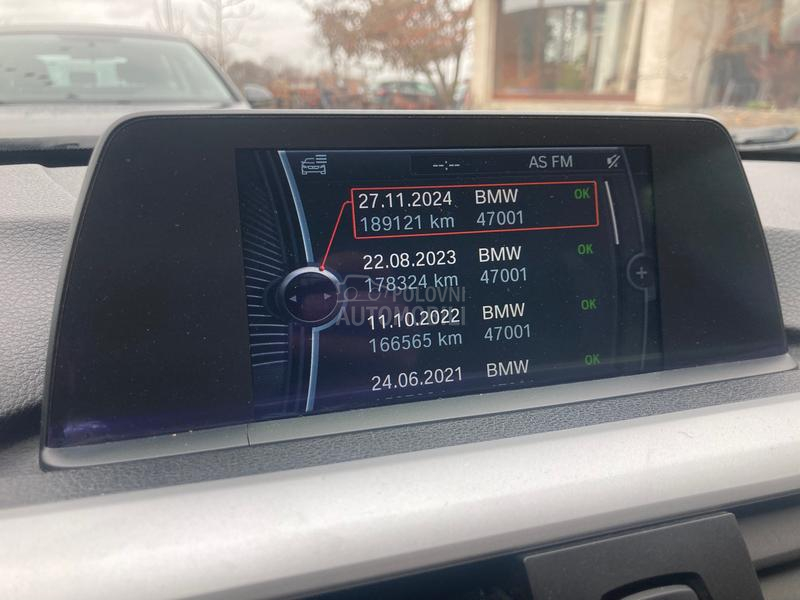 --:-- AS FM
27.11.2024 BMW OK
189121 km 47001
22.08.2023 BMW OK
178324 km 47001
POLOVNI
AUTOMOBILI
11.10.2022 BMW OK
166565 km 47001
24.06.2021 BMW OK